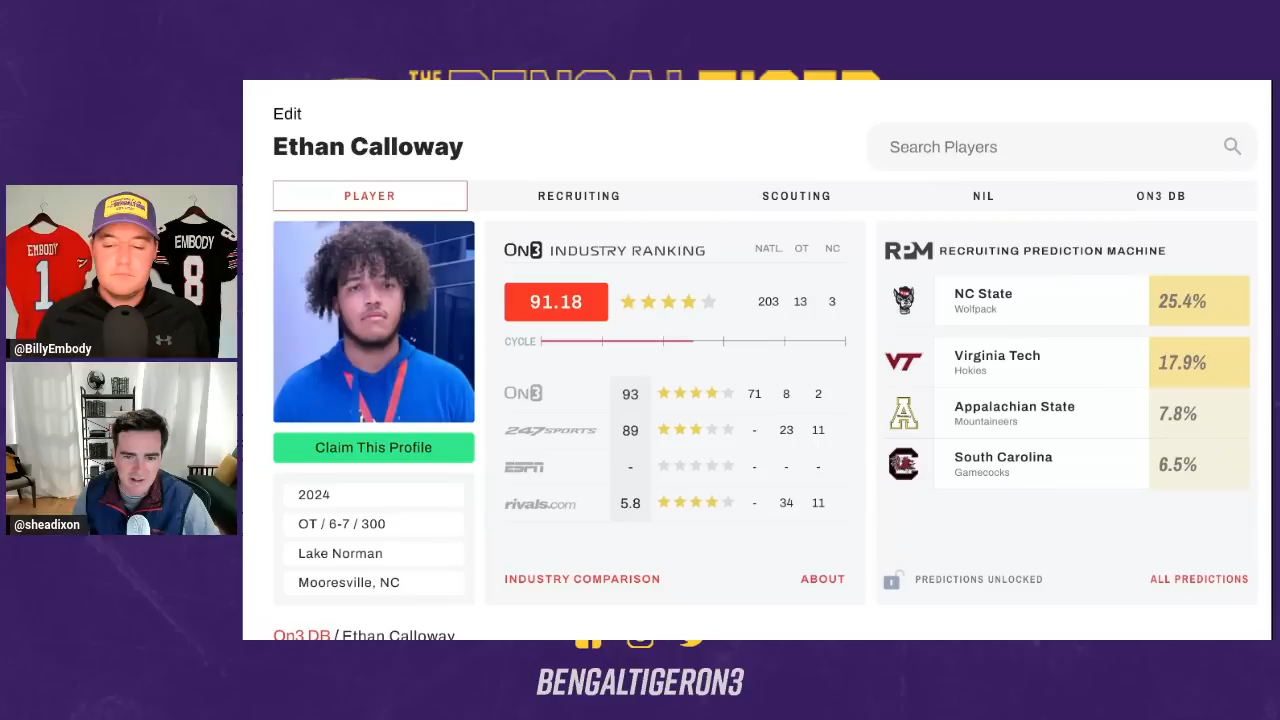 THE BENGAL TIGER
Edit
Ethan Calloway
Search Players
PLAYER
RECRUITING
SCOUTING
NIL
ON3 DB
EMBODY
1
EMBODY
8
@BillyEmbody
@sheadixon
Claim This Profile
2024
OT / 6-7 / 300
Lake Norman
Mooresville, NC
On3 DB / Ethan Calloway
ON3 INDUSTRY RANKING NATL. OT NC
91.18 203 13 3
CYCLE
ON3 93 71 8 2
247SPORTS 89 - 23 11
ESPN - - - -
rivals.com 5.8 - 34 11
INDUSTRY COMPARISON ABOUT
RPM RECRUITING PREDICTION MACHINE
NC State 25.4%
Wolfpack
VT Virginia Tech 17.9%
Hokies
A Appalachian State 7.8%
Mountaineers
South Carolina 6.5%
Gamecocks
PREDICTIONS UNLOCKED ALL PREDICTIONS
BENGALTIGERON3